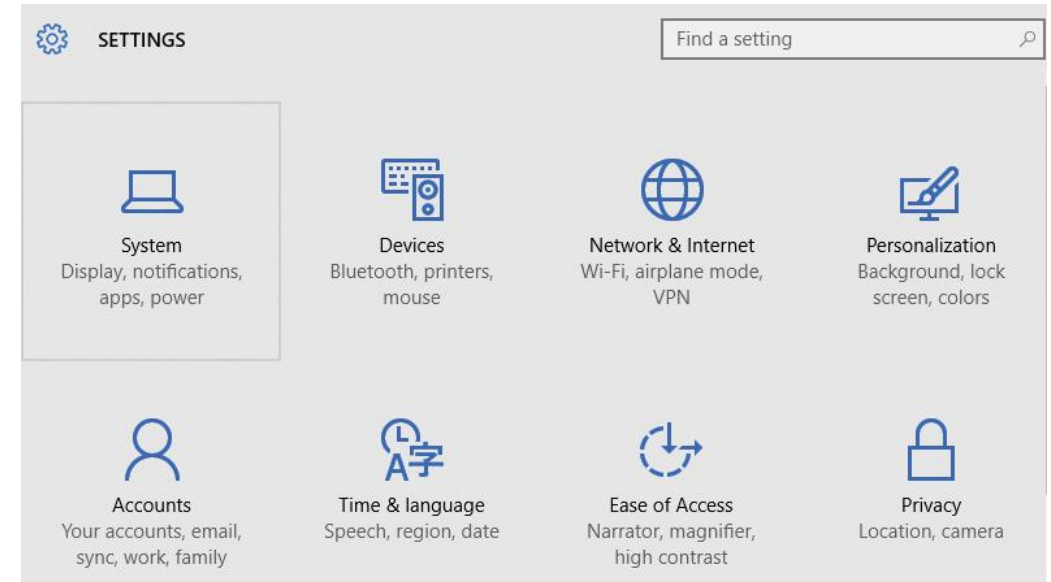 SETTINGS
Find a setting
System
Display, notifications,
apps, power
Devices
Bluetooth, printers,
mouse
Network & Internet
Wi-Fi, airplane mode,
VPN
Personalization
Background, lock
screen, colors
Accounts
Your accounts, email,
sync, work, family
A字
Time & language
Speech, region, date
Ease of Access
Narrator, magnifier,
high contrast
Privacy
Location, camera